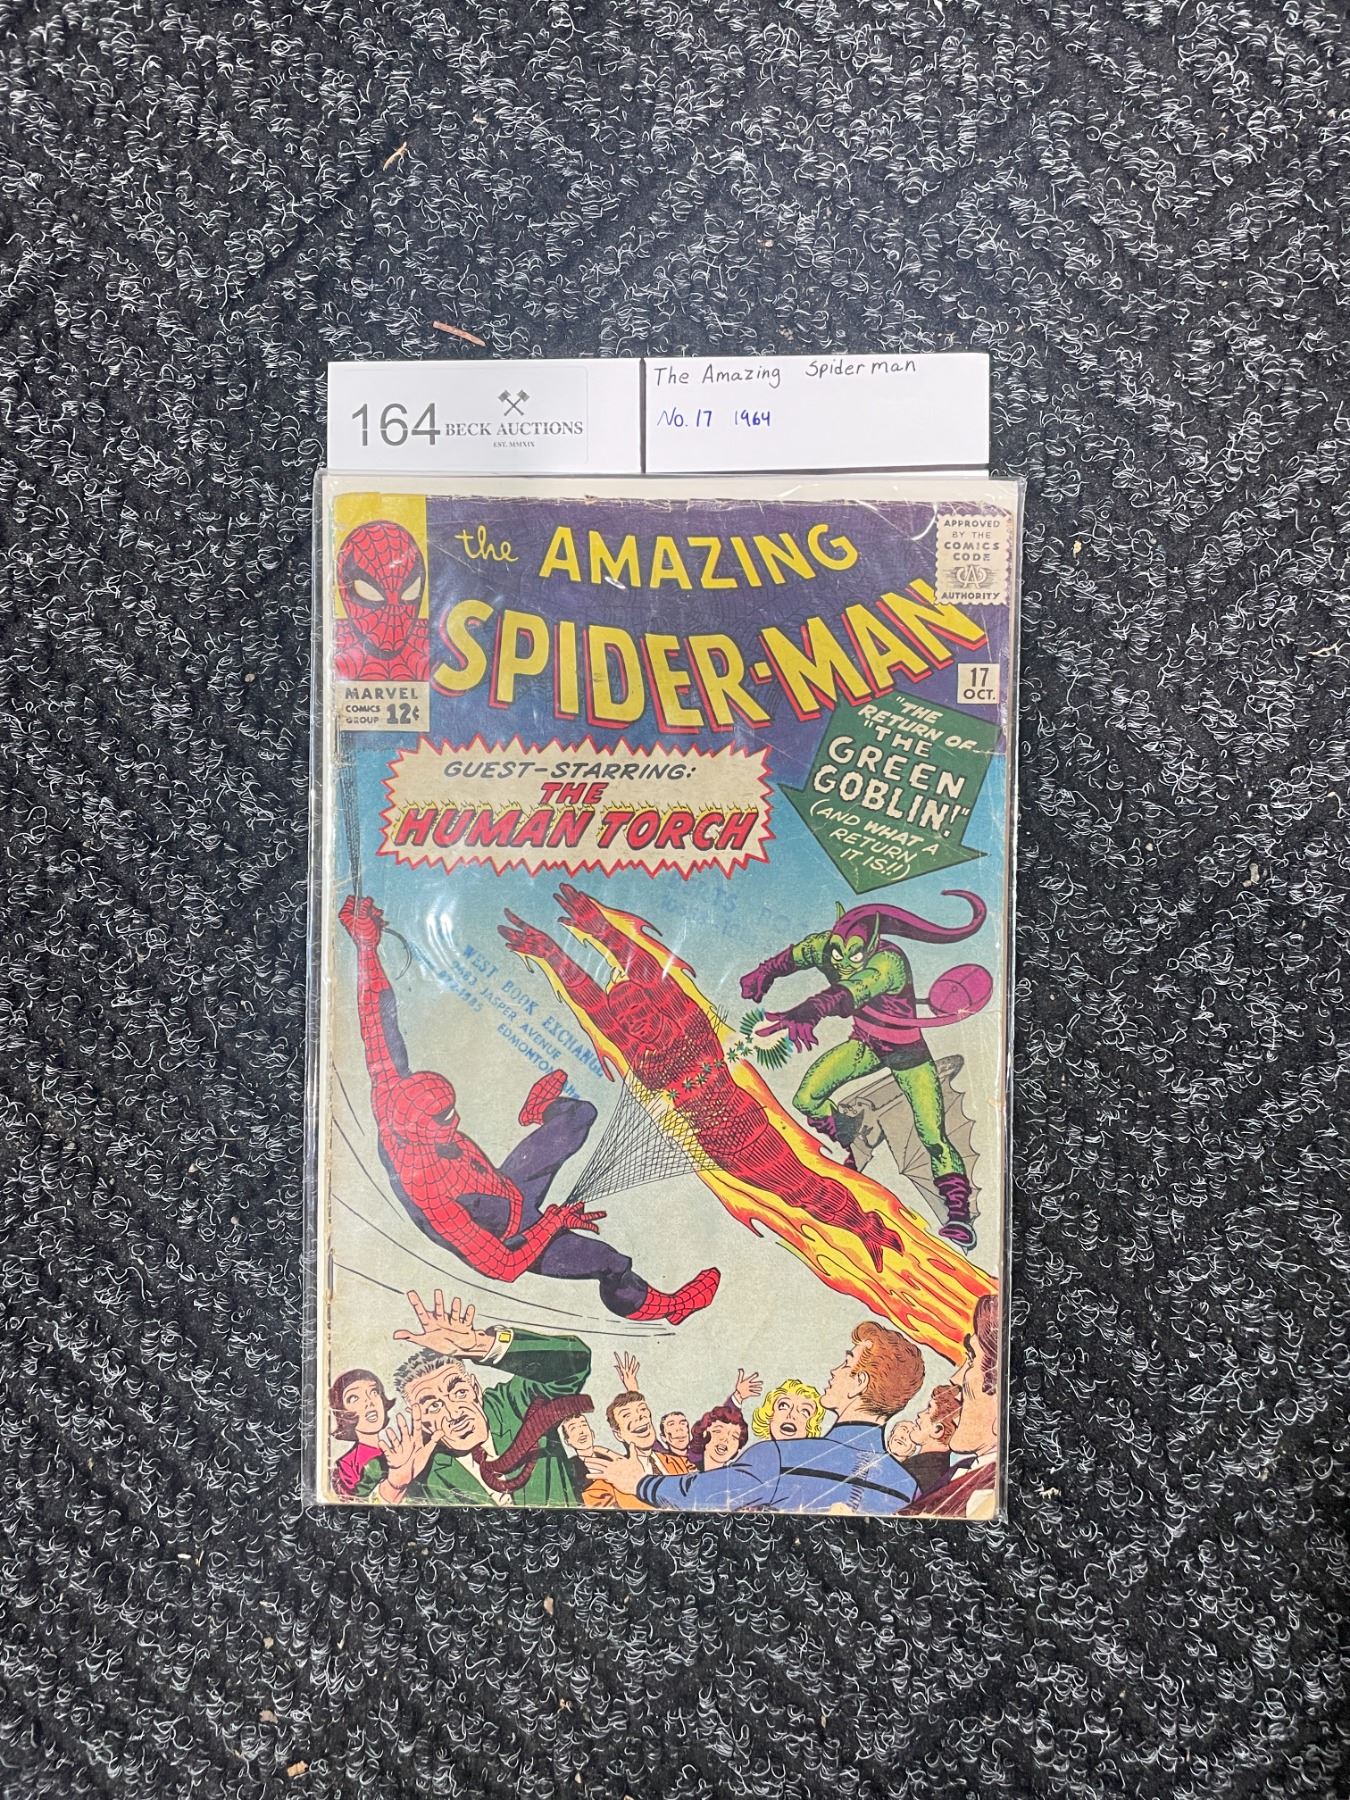 164
BECK AUCTIONS
EST. MMXIX
The Amazing Spiderman
No. 17 1964
the AMAZING
SPIDER-MAN
APPROVED
BY THE
COMICS
CODE
CA
AUTHORITY
MARVEL
COMICS
GROUP 12¢
17
OCT.
GUEST-STARRING:
THE
HUMAN TORCH
"THE
RETURN OF
"THE
GREEN
GOBLIN!"
(AND WHAT A
RETURN
IT IS!!)
WEST BOOK EXCHANGE
JASPER AVENUE
EDMONTON